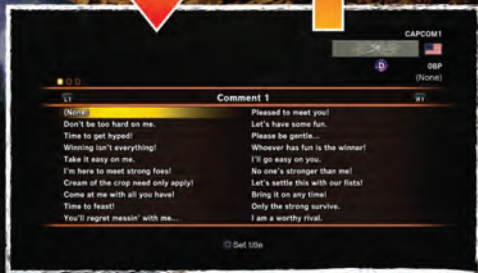 CAPCOM1
D
0BP
(None)
L1
Comment 1
R1
(None)
Don't be too hard on me.
Time to get hyped!
Winning isn't everything!
Take it easy on me.
I'm here to meet strong foes!
Cream of the crop need only apply!
Come at me with all you have!
Time to feast!
You'll regret messin' with me...
Pleased to meet you!
Let's have some fun.
Please be gentle...
Whoever has fun is the winner!
I'll go easy on you.
No one's stronger than me!
Let's settle this with our fists!
Bring it on any time!
Only the strong survive.
I am a worthy rival.
Set title